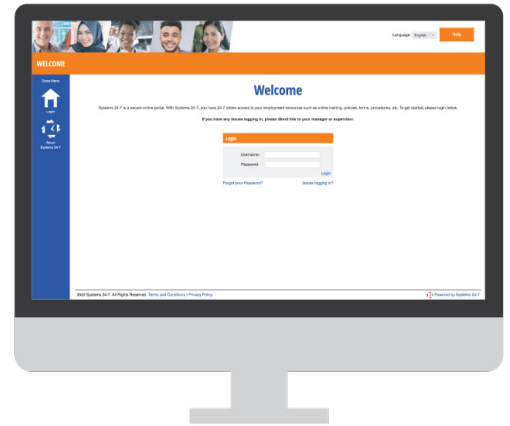 Language: English
Help
WELCOME
Close Menu
Login
About
Systems 24-7
Welcome
Systems 24-7 is a secure online portal. With Systems 24-7, you have 24-7 online access to your employment resources such as online training, policies, forms, procedures, etc. To get started, please login below.
If you have any issues logging in, please direct this to your manager or supervisor.
Login
Username:
Password:
Login
Forgot your Password?
Issues logging in?
2022 Systems 24-7. All Rights Reserved. Terms and Conditions / Privacy Policy
Powered by Systems 24-7